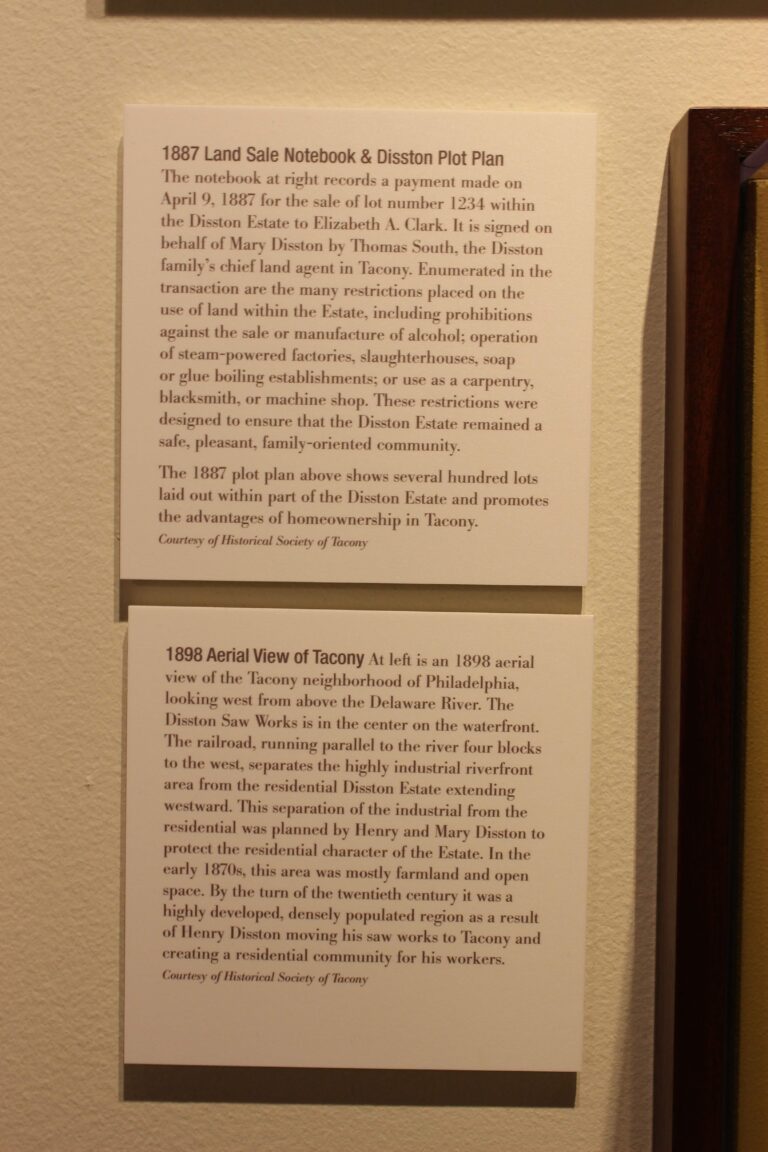 1887 Land Sale Notebook & Disston Plot Plan
The notebook at right records a payment made on
April 9, 1887 for the sale of lot number 1234 within
the Disston Estate to Elizabeth A. Clark. It is signed on
behalf of Mary Disston by Thomas South, the Disston
family's chief land agent in Tacony. Enumerated in the
transaction are the many restrictions placed on the
use of land within the Estate, including prohibitions
against the sale or manufacture of alcohol; operation
of steam-powered factories, slaughterhouses, soap
or glue boiling establishments; or use as a carpentry,
blacksmith, or machine shop. These restrictions were
designed to ensure that the Disston Estate remained a
safe, pleasant, family-oriented community.
The 1887 plot plan above shows several hundred lots
laid out within part of the Disston Estate and promotes
the advantages of homeownership in Tacony.
Courtesy of Historical Society of Tacony
1898 Aerial View of Tacony At left is an 1898 aerial
view of the Tacony neighborhood of Philadelphia,
looking west from above the Delaware River. The
Disston Saw Works is in the center on the waterfront.
The railroad, running parallel to the river four blocks
to the west, separates the highly industrial riverfront
area from the residential Disston Estate extending
westward. This separation of the industrial from the
residential was planned by Henry and Mary Disston to
protect the residential character of the Estate. In the
early 1870s, this area was mostly farmland and open
space. By the turn of the twentieth century it was a
highly developed, densely populated region as a result
of Henry Disston moving his saw works to Tacony and
creating a residential community for his workers.
Courtesy of Historical Society of Tacony